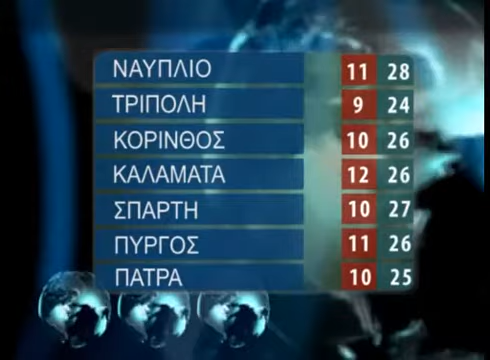 ΝΑΥΠΛΙΟ 11 28
ΤΡΙΠΟΛΗ 9 24
ΚΟΡΙΝΘΟΣ 10 26
ΚΑΛΑΜΑΤΑ 12 26
ΣΠΑΡΤΗ 10 27
ΠΥΡΓΟΣ 11 26
ΠΑΤΡΑ 10 25